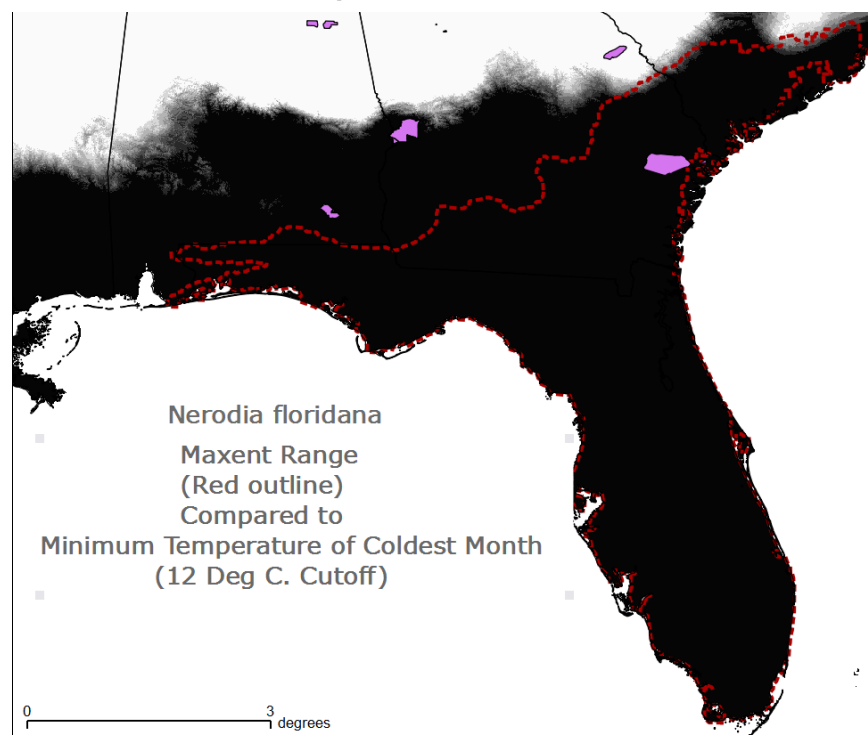 Nerodia floridana
Maxent Range
(Red outline)
Compared to
Minimum Temperature of Coldest Month
(12 Deg C. Cutoff)
0 3
degrees